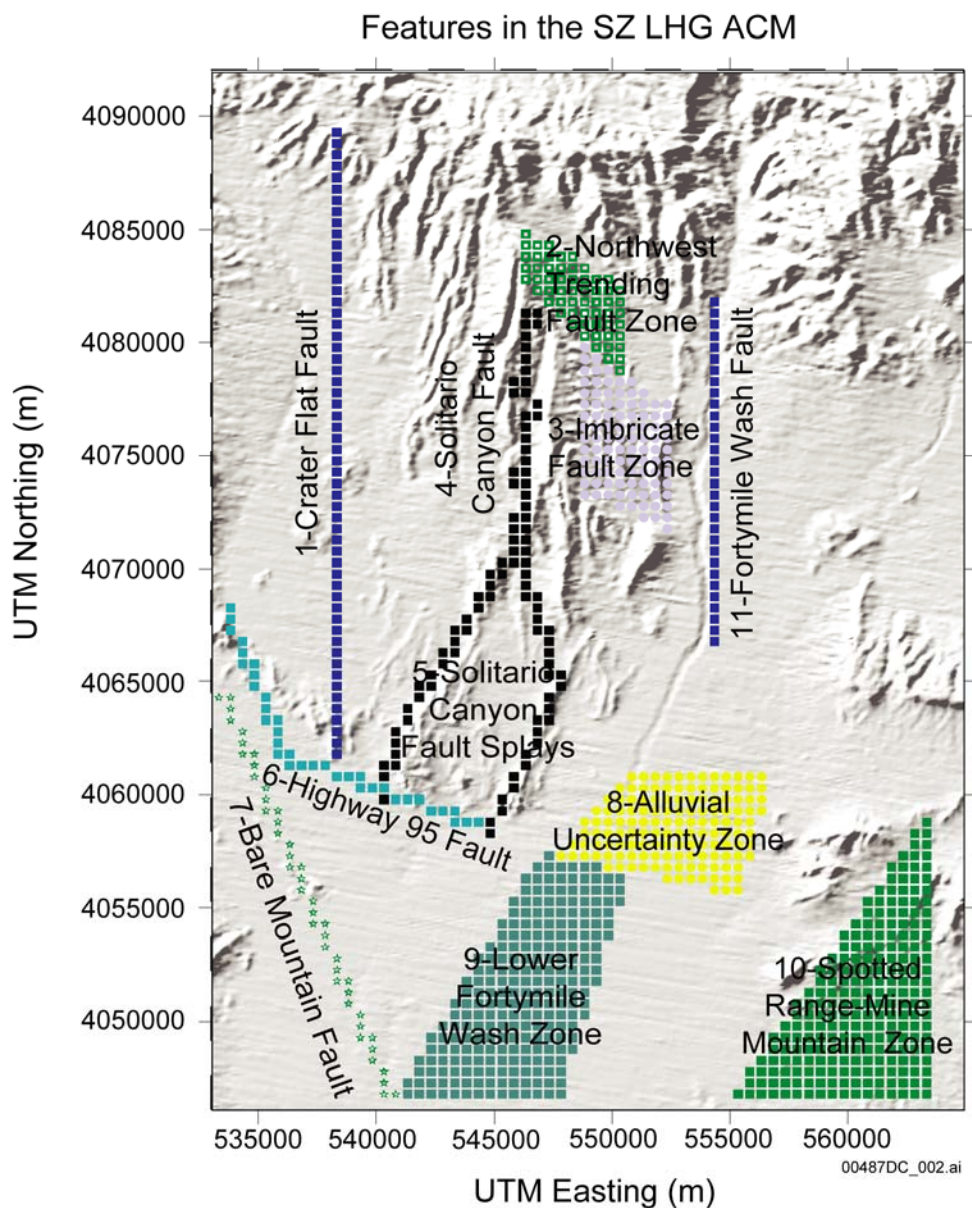 Features in the SZ LHG ACM
4090000
4085000
4080000
4075000
4070000
4065000
4060000
4055000
4050000
UTM Northing (m)
1-Crater Flat Fault
2-Northwest
Trending
Fault Zone
4-Solitario
Canyon Fault
3-Imbricate
Fault Zone
11-Fortymile Wash Fault
5-Solitario
Canyon
Fault Splays
6-Highway 95 Fault
7-Bare Mountain Fault
8-Alluvial
Uncertainty Zone
9-Lower
Fortymile
Wash Zone
10-Spotted
Range-Mine
Mountain Zone
535000 540000 545000 550000 555000 560000
00487DC_002.ai
UTM Easting (m)